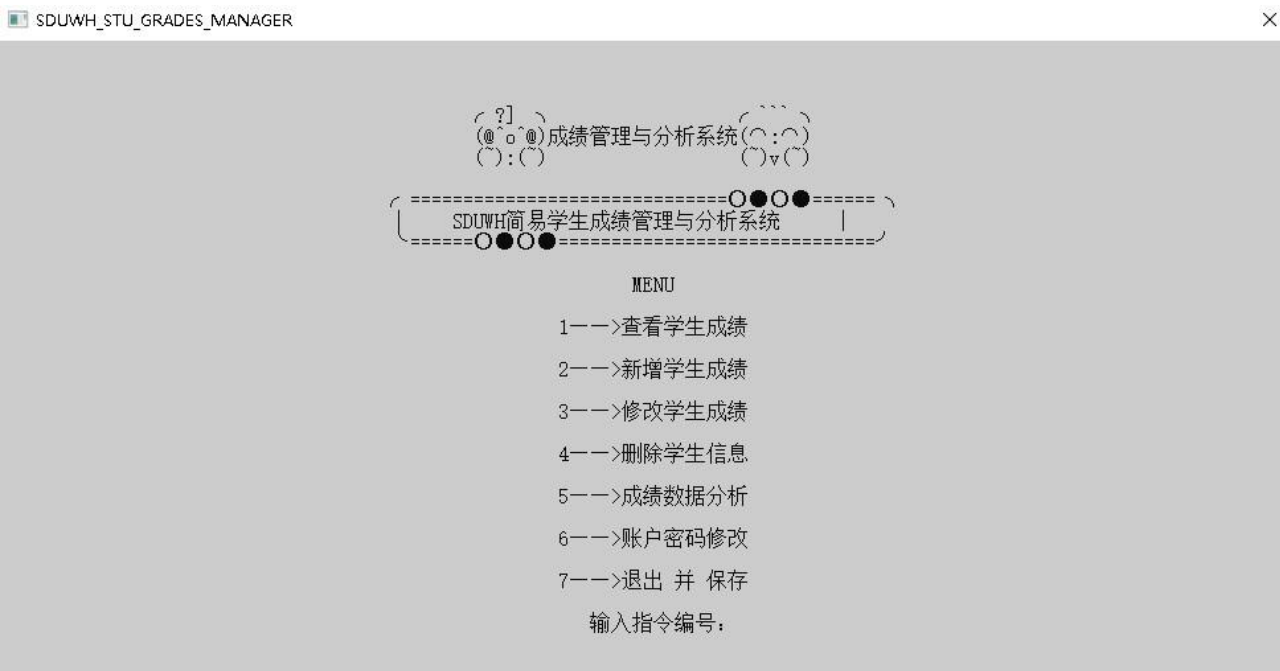 SDUWH_STU_GRADES_MANAGER
╭ ?] ╮ ╭ ``` ╮
(@^o^@)成绩管理与分析系统(⌒:⌒)
(~):(~) (~)v(~)
╭ ==============================○●○●====== ╮
│ SDUWH简易学生成绩管理与分析系统 │
╰======○●○●==============================╯
MENU
1——>查看学生成绩
2——>新增学生成绩
3——>修改学生成绩
4——>删除学生信息
5——>成绩数据分析
6——>账户密码修改
7——>退出 并 保存
输入指令编号：